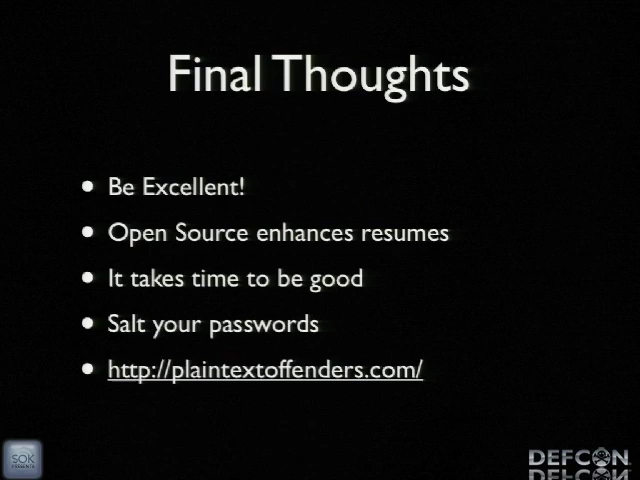 Final Thoughts
Be Excellent!
Open Source enhances resumes
It takes time to be good
Salt your passwords
http://plaintextoffenders.com/
SOK
DEFCON